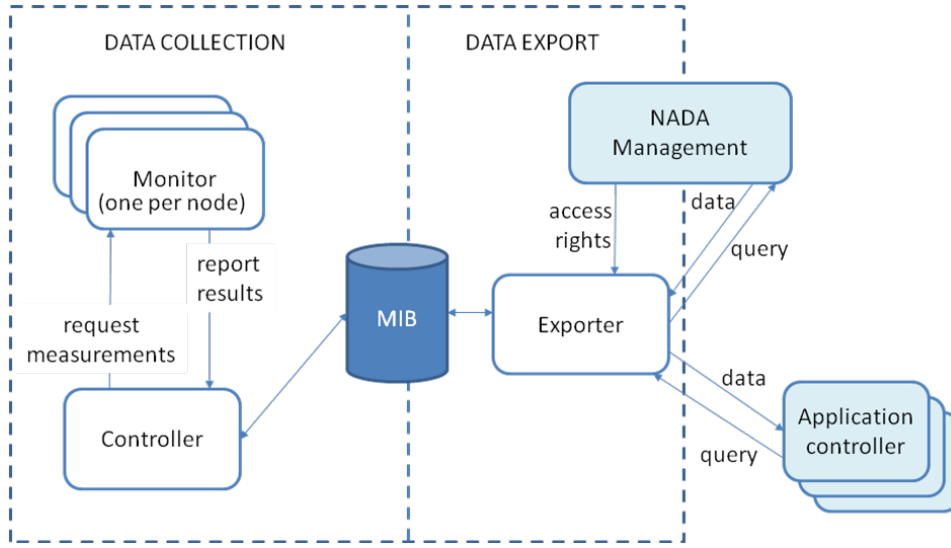 DATA COLLECTION
DATA EXPORT
NADA
Management
Monitor
(one per node)
access
rights
data
query
report
results
request
measurements
MIB
Exporter
Controller
data
query
Application
controller